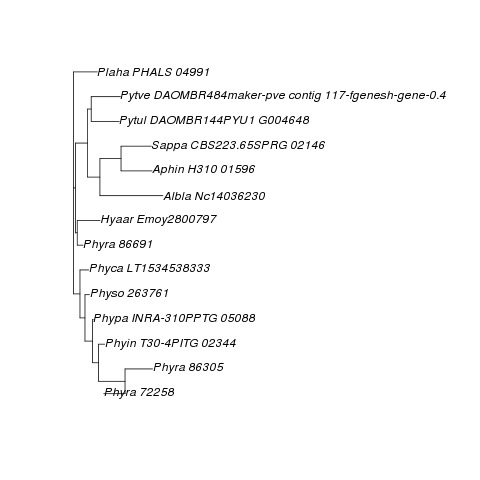 Plaha PHALS 04991
Pytve DAOMBR484maker-pve contig 117-fgenesh-gene-0.4
Pytul DAOMBR144PYU1 G004648
Sappa CBS223.65SPRG 02146
Aphin H310 01596
Albla Nc14036230
Hyaar Emoy2800797
Phyra 86691
Phyca LT1534538333
Physo 263761
Phypa INRA-310PPTG 05088
Phyin T30-4PITG 02344
Phyra 86305
Phyra 72258